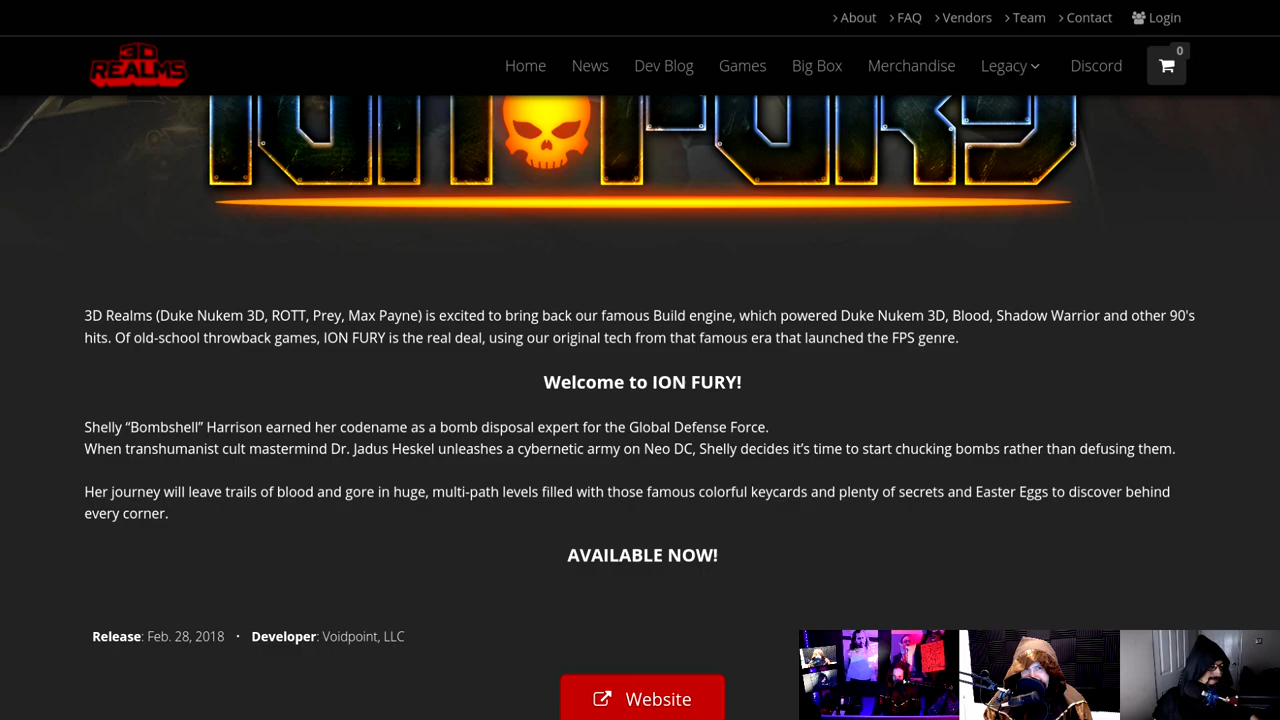 About FAQ Vendors Team Contact Login
3D
REALMS
Home News Dev Blog Games Big Box Merchandise Legacy Discord 0
ION FURY
3D Realms (Duke Nukem 3D, ROTT, Prey, Max Payne) is excited to bring back our famous Build engine, which powered Duke Nukem 3D, Blood, Shadow Warrior and other 90's
hits. Of old-school throwback games, ION FURY is the real deal, using our original tech from that famous era that launched the FPS genre.
Welcome to ION FURY!
Shelly “Bombshell” Harrison earned her codename as a bomb disposal expert for the Global Defense Force.
When transhumanist cult mastermind Dr. Jadus Heskel unleashes a cybernetic army on Neo DC, Shelly decides it’s time to start chucking bombs rather than defusing them.
Her journey will leave trails of blood and gore in huge, multi-path levels filled with those famous colorful keycards and plenty of secrets and Easter Eggs to discover behind
every corner.
AVAILABLE NOW!
Release: Feb. 28, 2018 • Developer: Voidpoint, LLC
Website